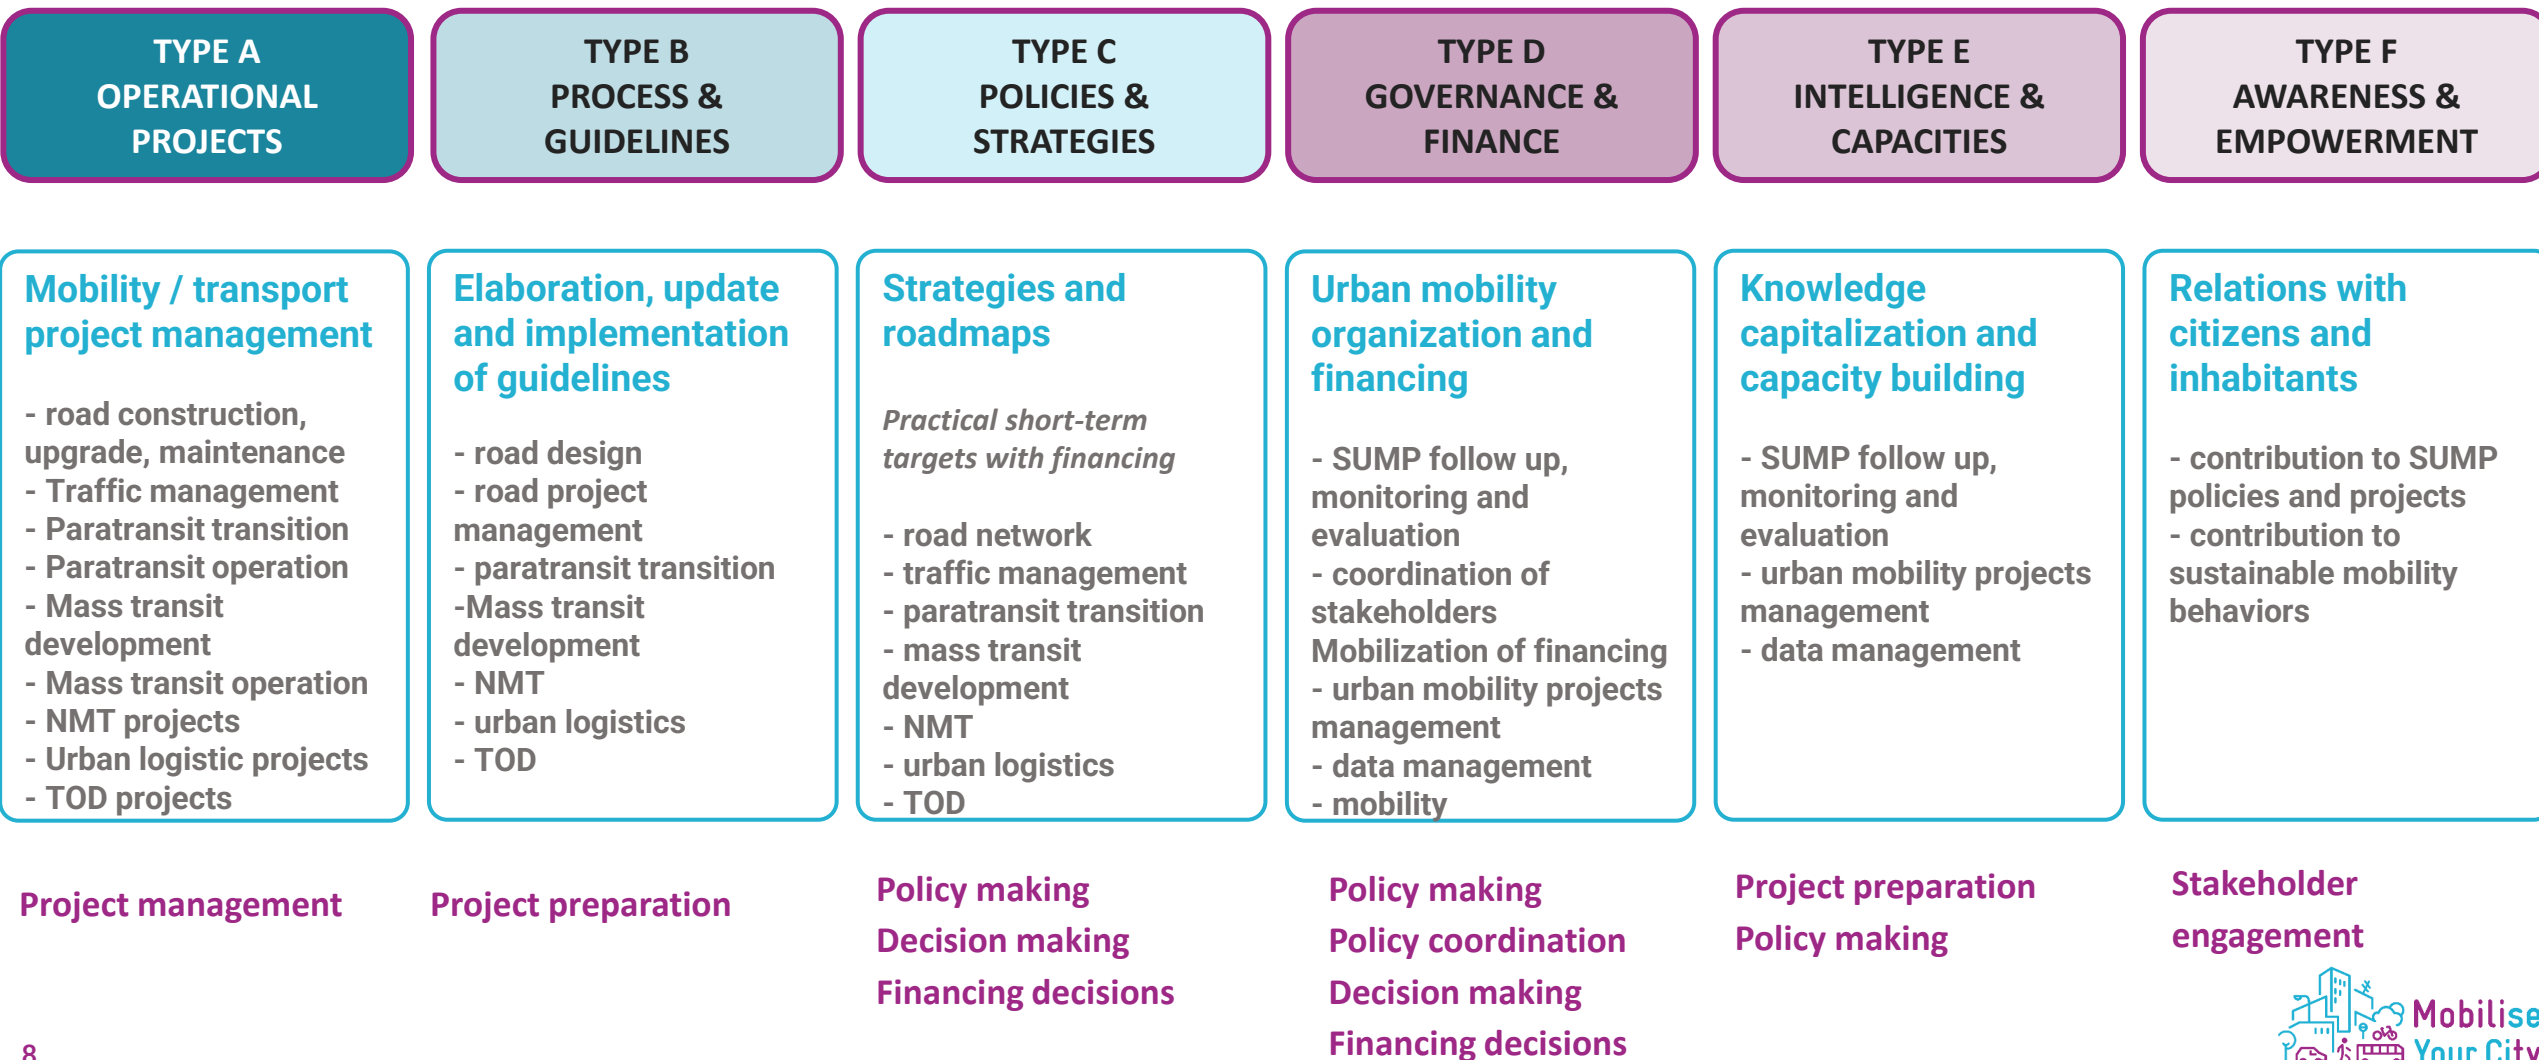 TYPE A
OPERATIONAL
PROJECTS
TYPE B
PROCESS &
GUIDELINES
TYPE C
POLICIES &
STRATEGIES
TYPE D
GOVERNANCE &
FINANCE
TYPE E
INTELLIGENCE &
CAPACITIES
TYPE F
AWARENESS &
EMPOWERMENT
Mobility / transport
project management
- road construction,
upgrade, maintenance
- Traffic management
- Paratransit transition
- Paratransit operation
- Mass transit
development
- Mass transit operation
- NMT projects
- Urban logistic projects
- TOD projects
Elaboration, update
and implementation
of guidelines
- road design
- road project
management
- paratransit transition
-Mass transit
development
- NMT
- urban logistics
- TOD
Strategies and
roadmaps
Practical short-term
targets with financing
- road network
- traffic management
- paratransit transition
- mass transit
development
- NMT
- urban logistics
- TOD
Urban mobility
organization and
financing
- SUMP follow up,
monitoring and
evaluation
- coordination of
stakeholders
Mobilization of financing
- urban mobility projects
management
- data management
- mobility
Knowledge
capitalization and
capacity building
- SUMP follow up,
monitoring and
evaluation
- urban mobility projects
management
- data management
Relations with
citizens and
inhabitants
- contribution to SUMP
policies and projects
- contribution to
sustainable mobility
behaviors
Project management
Project preparation
Policy making
Decision making
Financing decisions
Policy making
Policy coordination
Decision making
Financing decisions
Project preparation
Policy making
Stakeholder
engagement
8
Mobilise
Your City